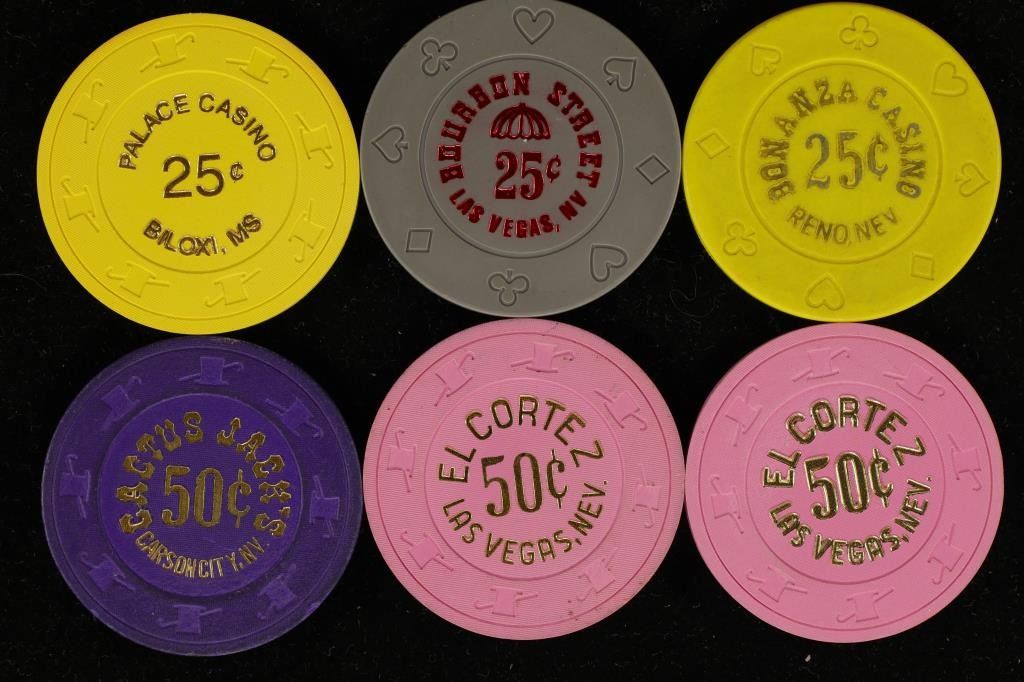 PALACE CASINO
25¢
BILOXI, MS
BOURBON STREET
25¢
LAS VEGAS, NV
BONANZA CASINO
25¢
RENO, NEV
CACTUS JACK'S
50¢
CARSON CITY, NV.
EL CORTEZ
50¢
LAS VEGAS, NEV.
EL CORTEZ
50¢
LAS VEGAS, NEV.